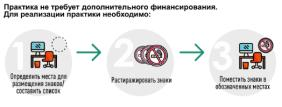 Практика не требует дополнительного финансирования.
Для реализации практики необходимо:
1
2
3
Определить места для
размещения знаков/
составить список
Растиражировать знаки
Поместить знаки в
обозначенных местах